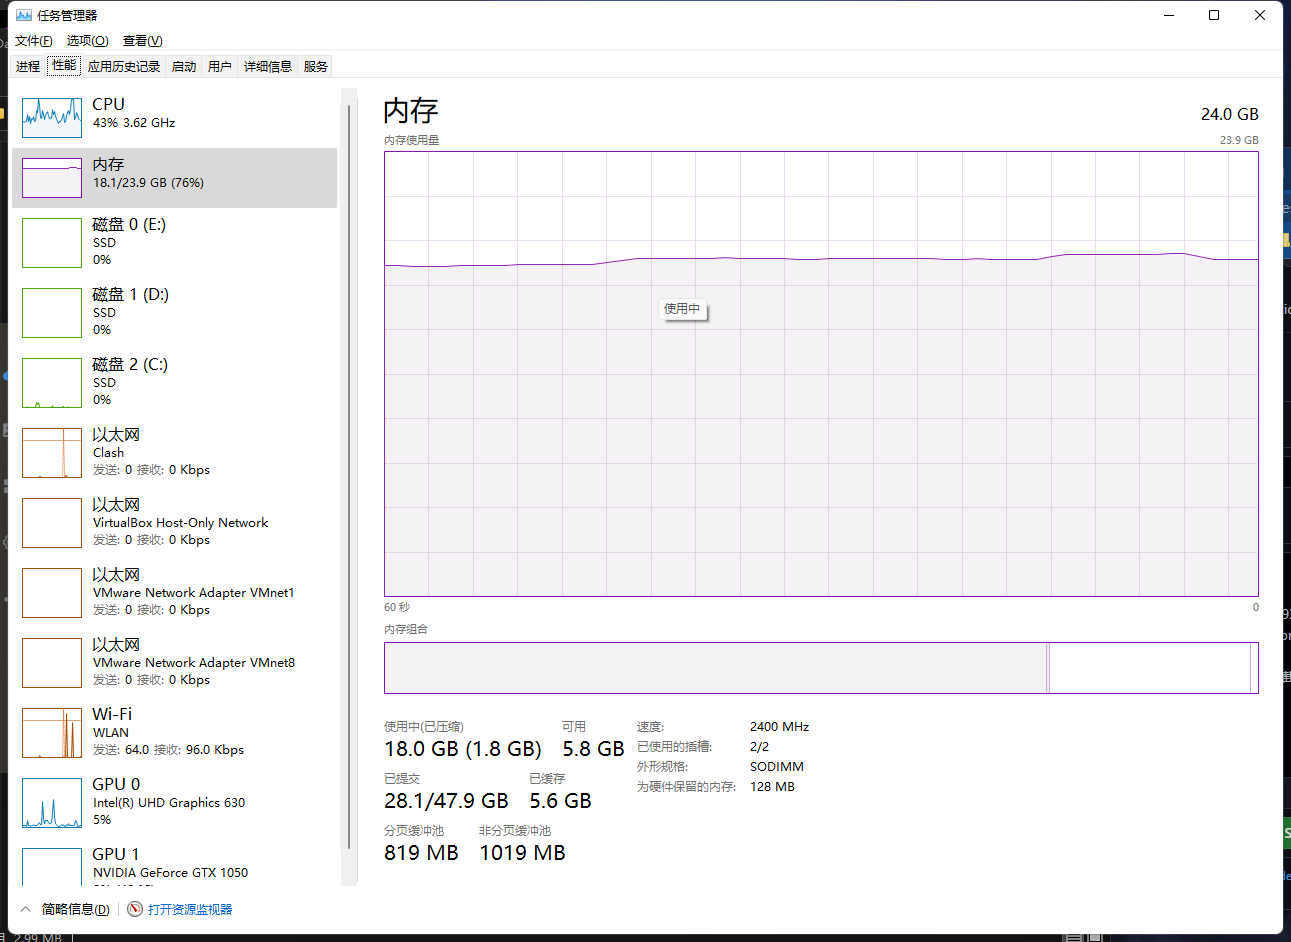 任务管理器
文件(F) 选项(O) 查看(V)
进程 性能 应用历史记录 启动 用户 详细信息 服务
CPU
43% 3.62 GHz
内存
18.1/23.9 GB (76%)
磁盘 0 (E:)
SSD
0%
磁盘 1 (D:)
SSD
0%
磁盘 2 (C:)
SSD
0%
以太网
Clash
发送: 0 接收: 0 Kbps
以太网
VirtualBox Host-Only Network
发送: 0 接收: 0 Kbps
以太网
VMware Network Adapter VMnet1
发送: 0 接收: 0 Kbps
以太网
VMware Network Adapter VMnet8
发送: 0 接收: 0 Kbps
Wi-Fi
WLAN
发送: 64.0 接收: 96.0 Kbps
GPU 0
Intel(R) UHD Graphics 630
5%
GPU 1
NVIDIA GeForce GTX 1050
内存
24.0 GB
内存使用量
23.9 GB
使用中
60 秒
0
内存组合
使用中(已压缩)
18.0 GB (1.8 GB)
可用
5.8 GB
已提交
28.1/47.9 GB
已缓存
5.6 GB
分页缓冲池
819 MB
非分页缓冲池
1019 MB
速度: 2400 MHz
已使用的插槽: 2/2
外形规格: SODIMM
为硬件保留的内存: 128 MB
简略信息(D)
打开资源监视器
2.99 MB